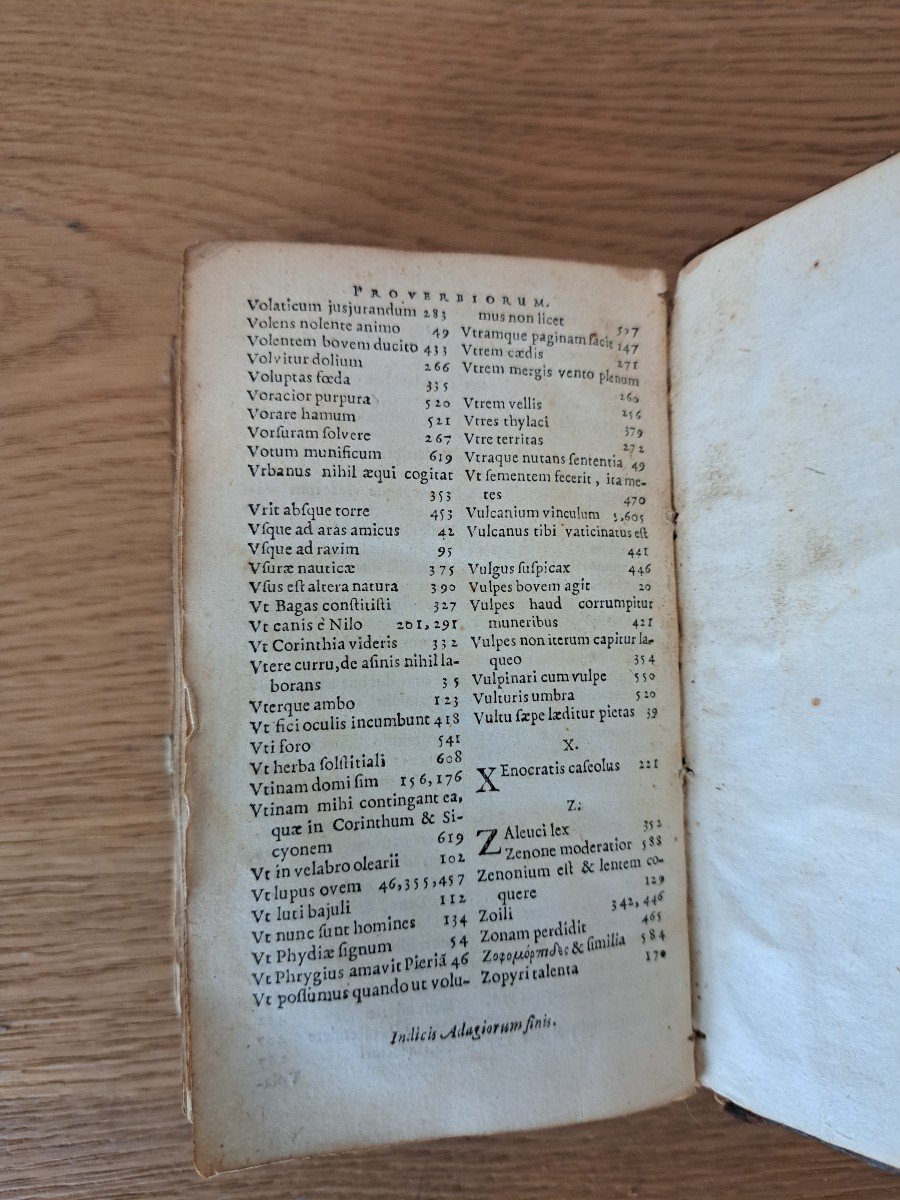 PROVERBIORUM.
Volaticum jusjurandum 283
Volens nolente animo 49
Volentem bovem ducito 433
Volvitur dolium 266
Voluptas fœda 335
Voracior purpura 520
Vorare hamum 521
Vorſuram ſolvere 267
Votum munificum 619
Vrbanus nihil æqui cogitat
353
Vrit abſque torre 453
Vſque ad aras amicus 42
Vſque ad ravim 95
Vſuræ nauticæ 375
Vſus eſt altera natura 390
Vt Bagas conſtitiſti 327
Vt canis è Nilo 201, 291
Vt Corinthia videris 332
Vtere curru, de aſinis nihil la-
borans 35
Vterque ambo 123
Vt fici oculis incumbunt 418
Vti foro 541
Vt herba ſolſtitiali 608
Vtinam domi ſim 156, 176
Vtinam mihi contingant ea,
quæ in Corinthum & Si-
cyonem 619
Vt in velabro olearii 102
Vt lupus ovem 46, 355, 457
Vt luti bajuli 112
Vt nunc ſunt homines 134
Vt Phydiæ ſignum 54
Vt Phrygius amavit Pieriã 46
Vt poſſumus quando ut volu-
mus non licet 507
Vtramque paginam facit 147
Vtrem cædis 271
Vtrem mergis vento plenum
260
Vtrem vellis 256
Vtres thylaci 379
Vtre territas 272
Vtraque nutans ſententia 49
Vt ſementem fecerit, ita me-
tes 470
Vulcanium vinculum 3,605
Vulcanus tibi vaticinatus eſt
441
Vulgus ſuſpicax 446
Vulpes bovem agit 20
Vulpes haud corrumpitur
muneribus 421
Vulpes non iterum capitur la-
queo 354
Vulpinari cum vulpe 550
Vulturis umbra 520
Vultu ſæpe læditur pietas 39
X.
XEnocratis caſeolus 221
Z.
ZAleuci lex 352
Zenone moderatior 588
Zenonium eſt & lentem co-
quere 129
Zoili 342, 446
Zonam perdidit 465
& ſimilia 584
Zopyri talenta 170
Indicis Adagiorum finis.